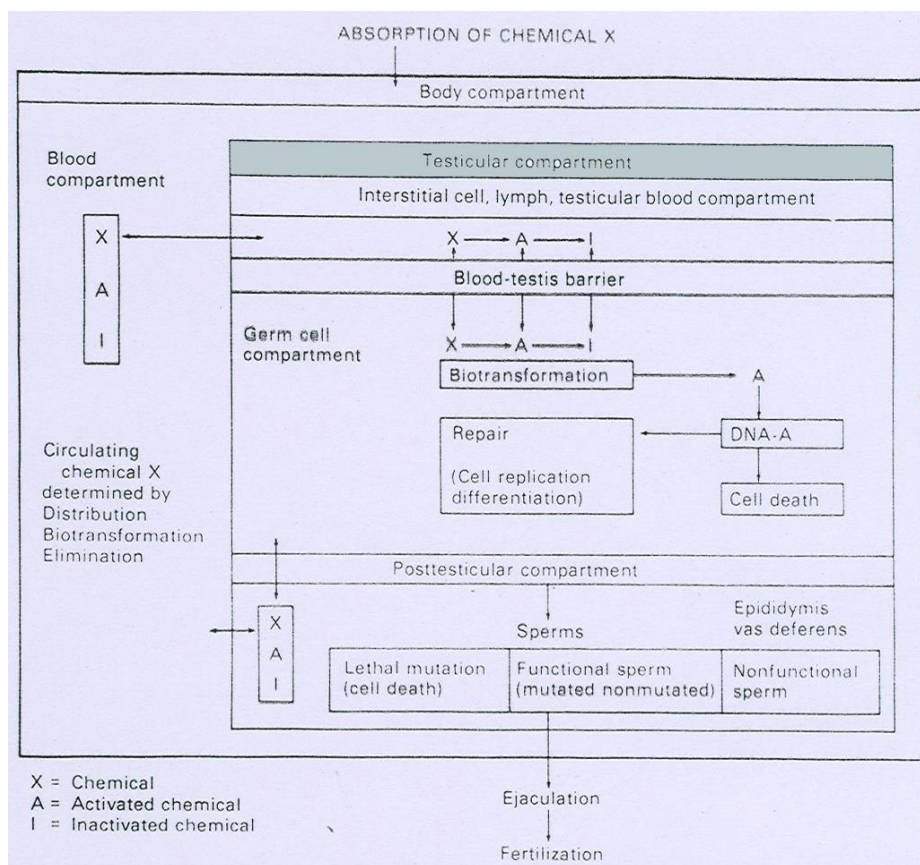 ABSORPTION OF CHEMICAL X
Body compartment
Blood
compartment
X
A
I
Circulating
chemical X
determined by
Distribution
Biotransformation
Elimination
Testicular compartment
Interstitial cell, lymph, testicular blood compartment
X A I
Blood-testis barrier
Germ cell
compartment
X A I
Biotransformation
A
DNA-A
Repair
(Cell replication
differentiation)
Cell death
Posttesticular compartment
X
A
I
Sperms
Epididymis
vas deferens
Lethal mutation
(cell death)
Functional sperm
(mutated nonmutated)
Nonfunctional
sperm
Ejaculation
Fertilization
X = Chemical
A = Activated chemical
I = Inactivated chemical